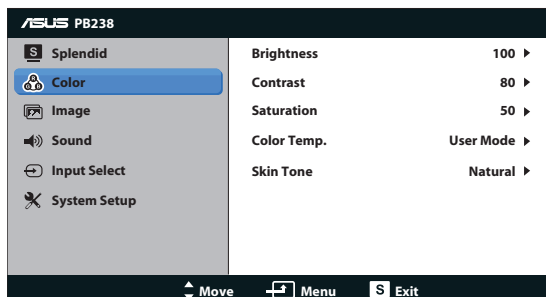 ASUS PB238
S Splendid
Color
Image
Sound
Input Select
System Setup
Brightness 100
Contrast 80
Saturation 50
Color Temp. User Mode
Skin Tone Natural
Move Menu S Exit